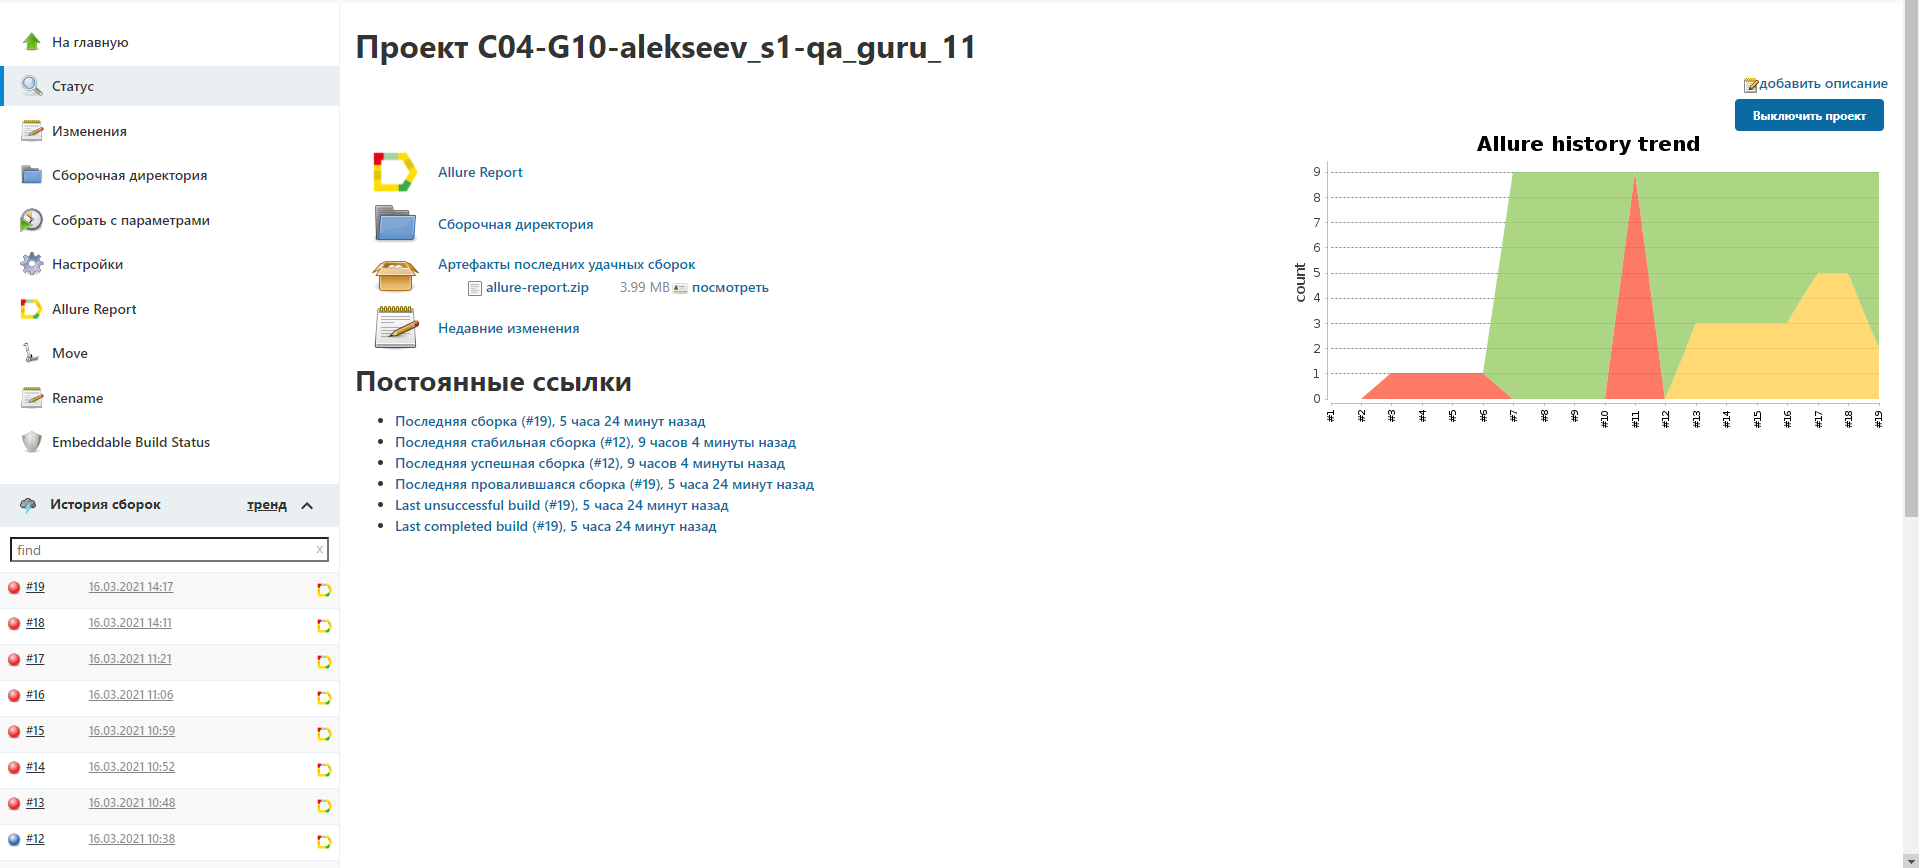 На главную
Статус
Изменения
Сборочная директория
Собрать с параметрами
Настройки
Allure Report
Move
Rename
Embeddable Build Status
История сборок тренд
find x
#19 16.03.2021 14:17
#18 16.03.2021 14:11
#17 16.03.2021 11:21
#16 16.03.2021 11:06
#15 16.03.2021 10:59
#14 16.03.2021 10:52
#13 16.03.2021 10:48
#12 16.03.2021 10:38
Проект C04-G10-alekseev_s1-qa_guru_11
добавить описание
Выключить проект
Allure Report
Сборочная директория
Артефакты последних удачных сборок
allure-report.zip 3.99 MB посмотреть
Недавние изменения
Постоянные ссылки
Последняя сборка (#19), 5 часа 24 минут назад
Последняя стабильная сборка (#12), 9 часов 4 минуты назад
Последняя успешная сборка (#12), 9 часов 4 минуты назад
Последняя провалившаяся сборка (#19), 5 часа 24 минут назад
Last unsuccessful build (#19), 5 часа 24 минут назад
Last completed build (#19), 5 часа 24 минут назад
Allure history trend
count
9
8
7
6
5
4
3
2
1
0
#1 #2 #3 #4 #5 #6 #7 #8 #9 #10 #11 #12 #13 #14 #15 #16 #17 #18 #19